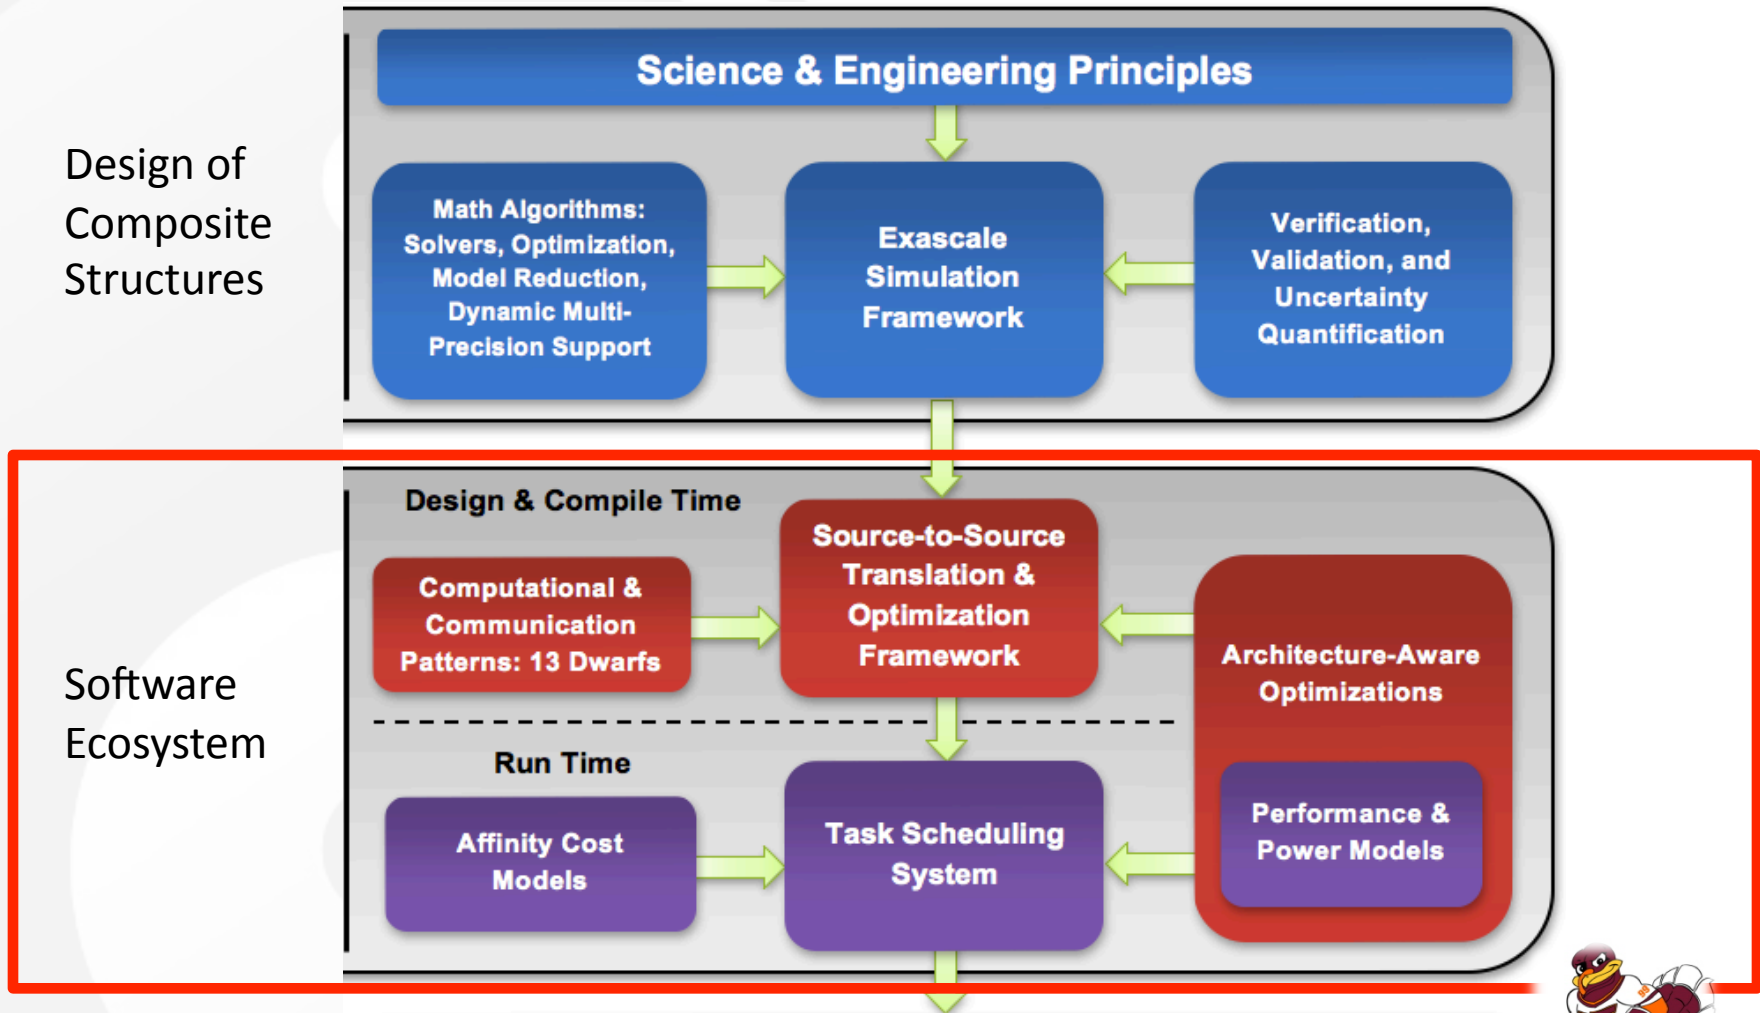 Science & Engineering Principles
Design of
Composite
Structures
Math Algorithms:
Solvers, Optimization,
Model Reduction,
Dynamic Multi-
Precision Support
Exascale
Simulation
Framework
Verification,
Validation, and
Uncertainty
Quantification
Software
Ecosystem
Design & Compile Time
Computational &
Communication
Patterns: 13 Dwarfs
Source-to-Source
Translation &
Optimization
Framework
Architecture-Aware
Optimizations
Run Time
Affinity Cost
Models
Task Scheduling
System
Performance &
Power Models